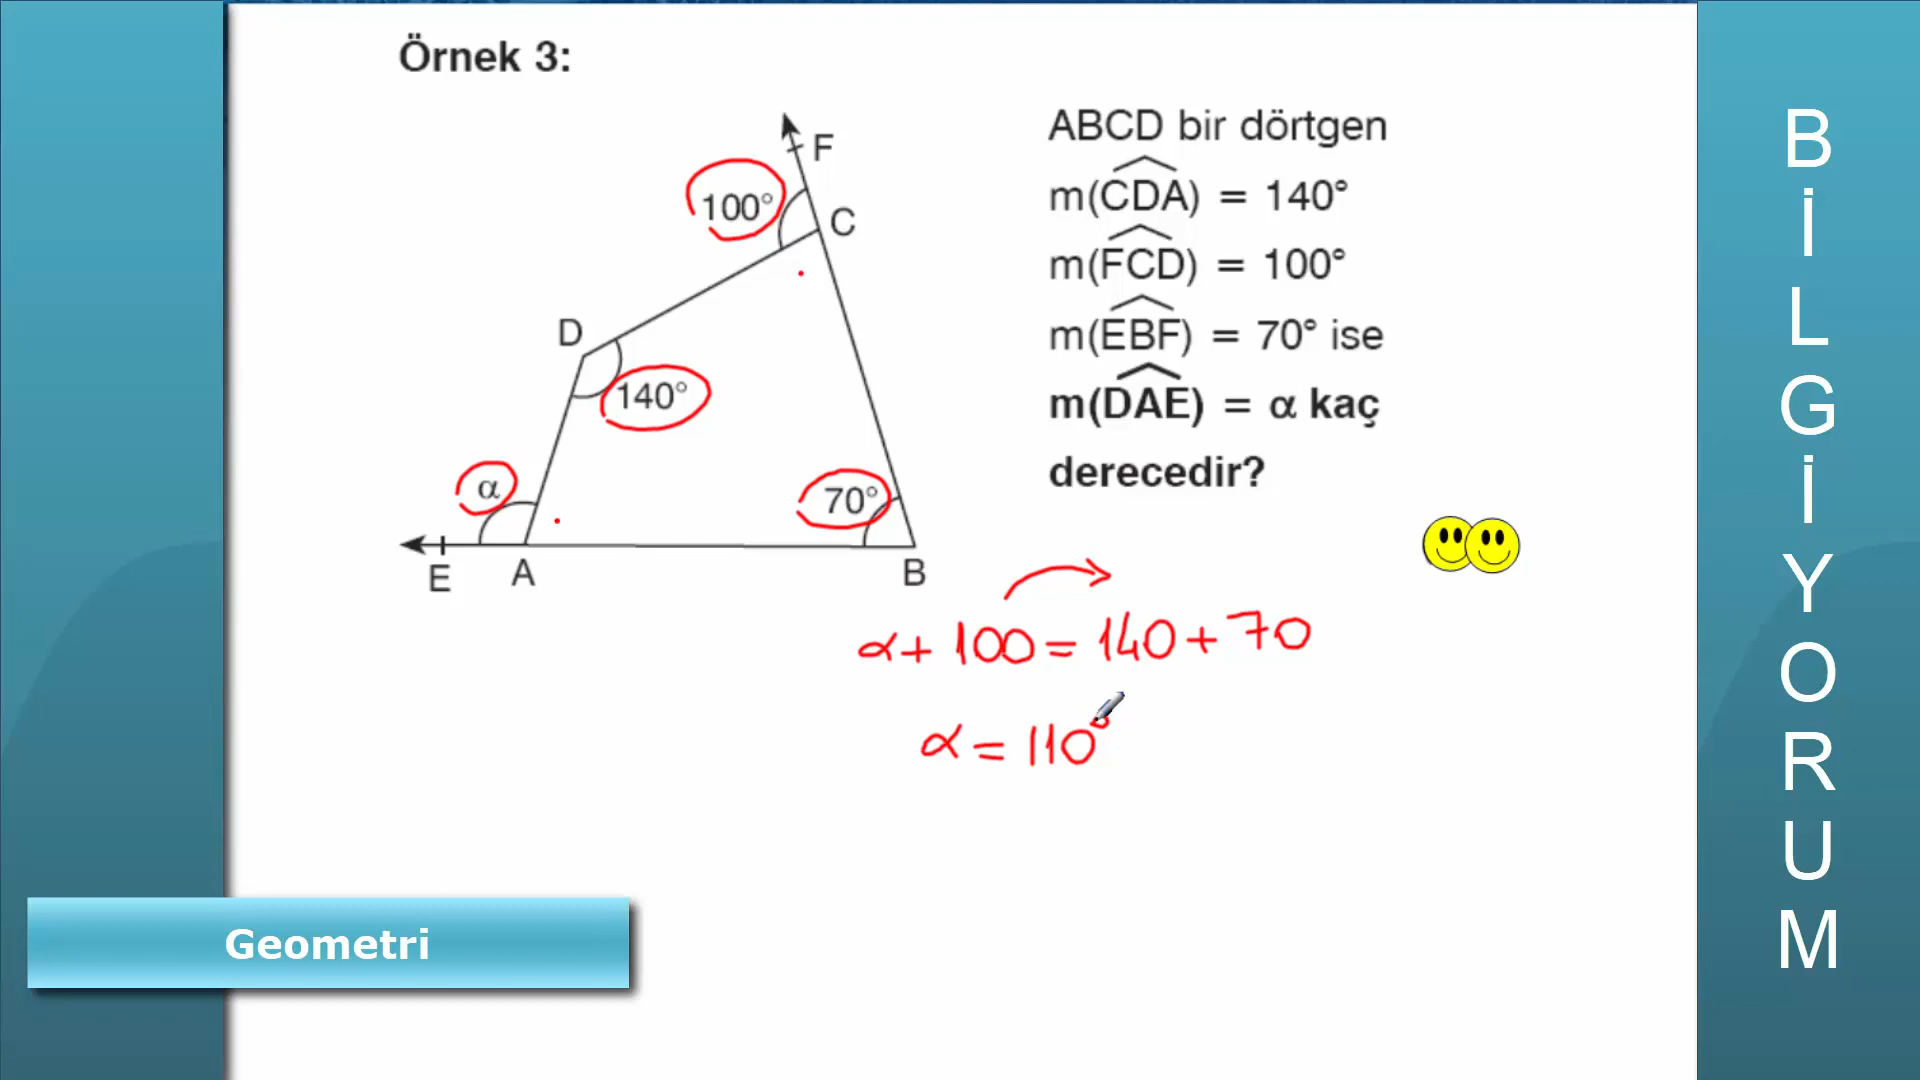 Örnek 3:
F
100°
C
D
140°
α
70°
E
A
B
ABCD bir dörtgen
m(CDA) = 140°
m(FCD) = 100°
m(EBF) = 70° ise
m(DAE) = α kaç
derecedir?
α + 100 = 140 + 70
α = 110°
Geometri
BİLGİYORUM